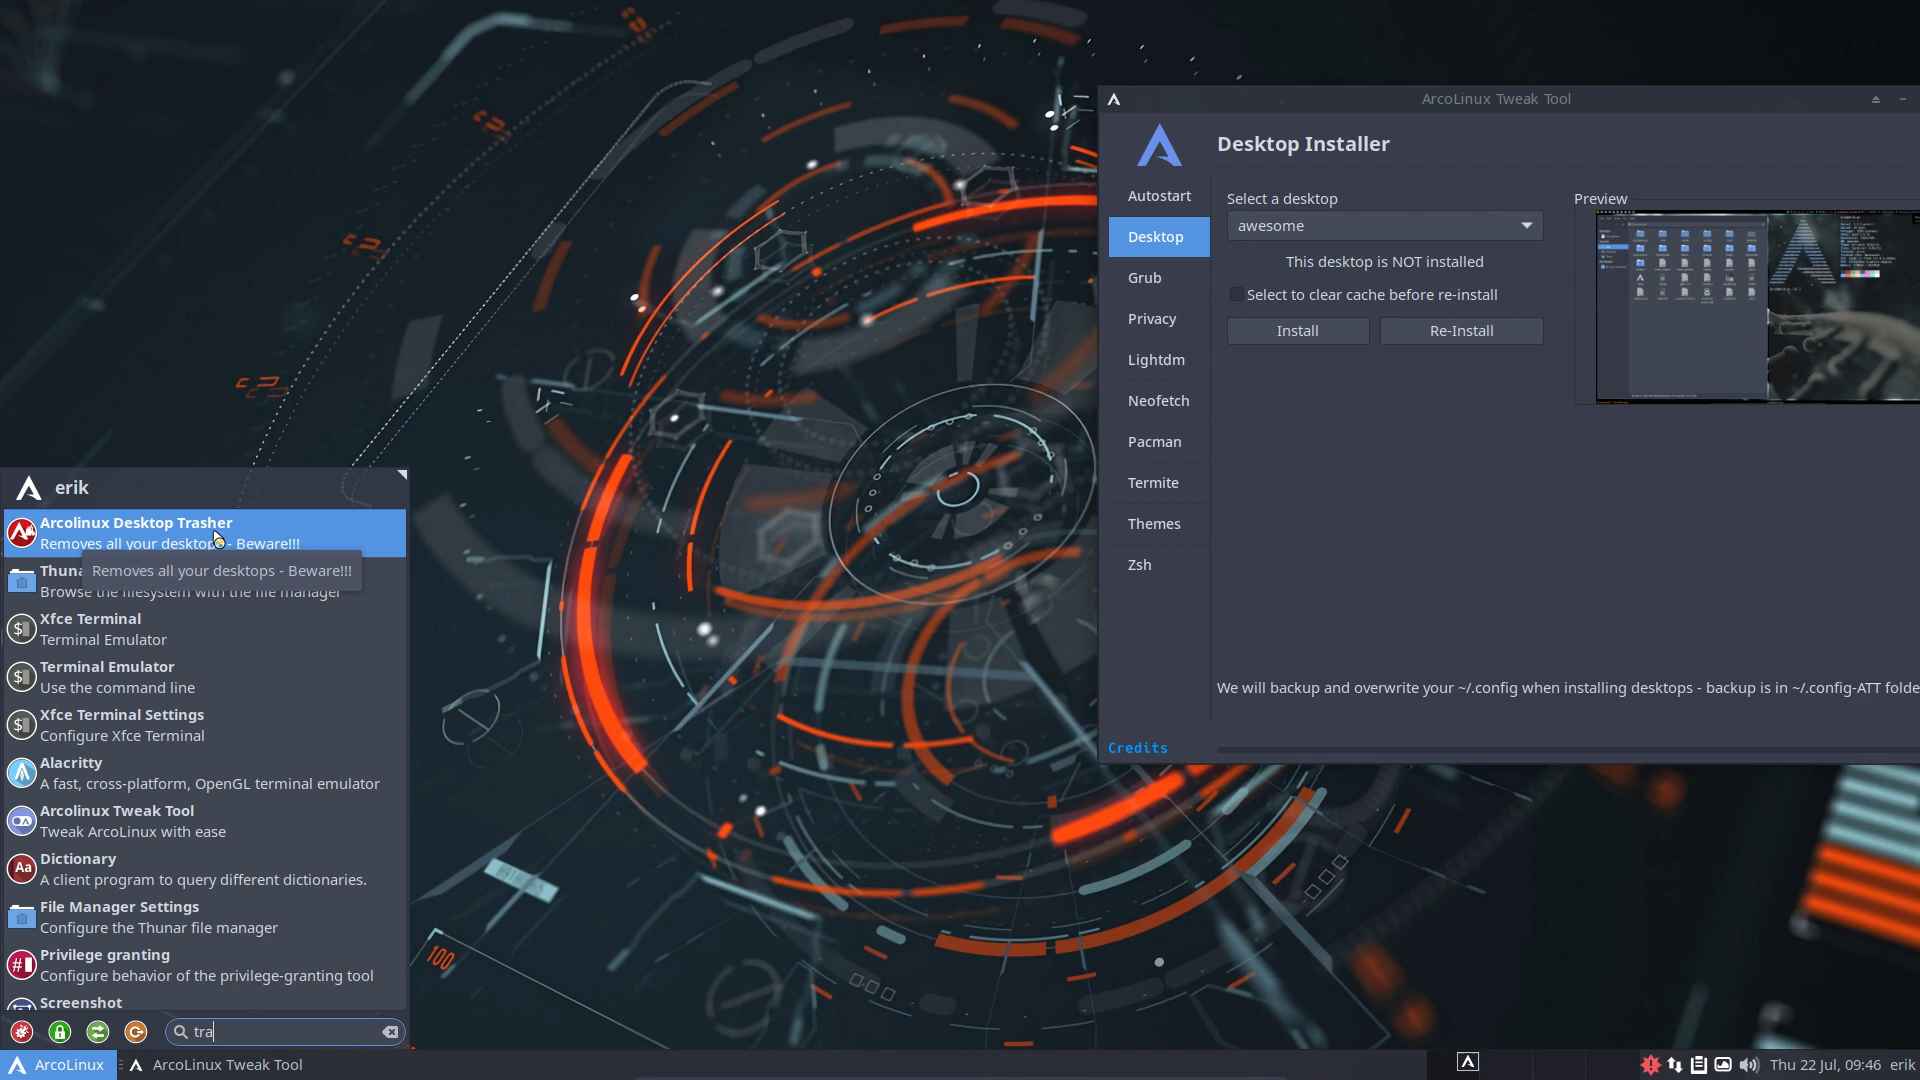 ArcoLinux Tweak Tool
Desktop Installer
Autostart
Desktop
Grub
Privacy
Lightdm
Neofetch
Pacman
Termite
Themes
Zsh
Select a desktop
awesome
This desktop is NOT installed
Select to clear cache before re-install
Install
Re-Install
Preview
We will backup and overwrite your ~/.config when installing desktops - backup is in ~/.config-ATT folde
Credits
erik
Arcolinux Desktop Trasher
Removes all your desktop - Beware!!!
Removes all your desktops - Beware!!!
Thuna
Browse the filesystem with the file manager
Xfce Terminal
Terminal Emulator
Terminal Emulator
Use the command line
Xfce Terminal Settings
Configure Xfce Terminal
Alacritty
A fast, cross-platform, OpenGL terminal emulator
Arcolinux Tweak Tool
Tweak ArcoLinux with ease
Dictionary
A client program to query different dictionaries.
File Manager Settings
Configure the Thunar file manager
Privilege granting
Configure behavior of the privilege-granting tool
Screenshot
tra
100
ArcoLinux
ArcoLinux Tweak Tool
Thu 22 Jul, 09:46 erik